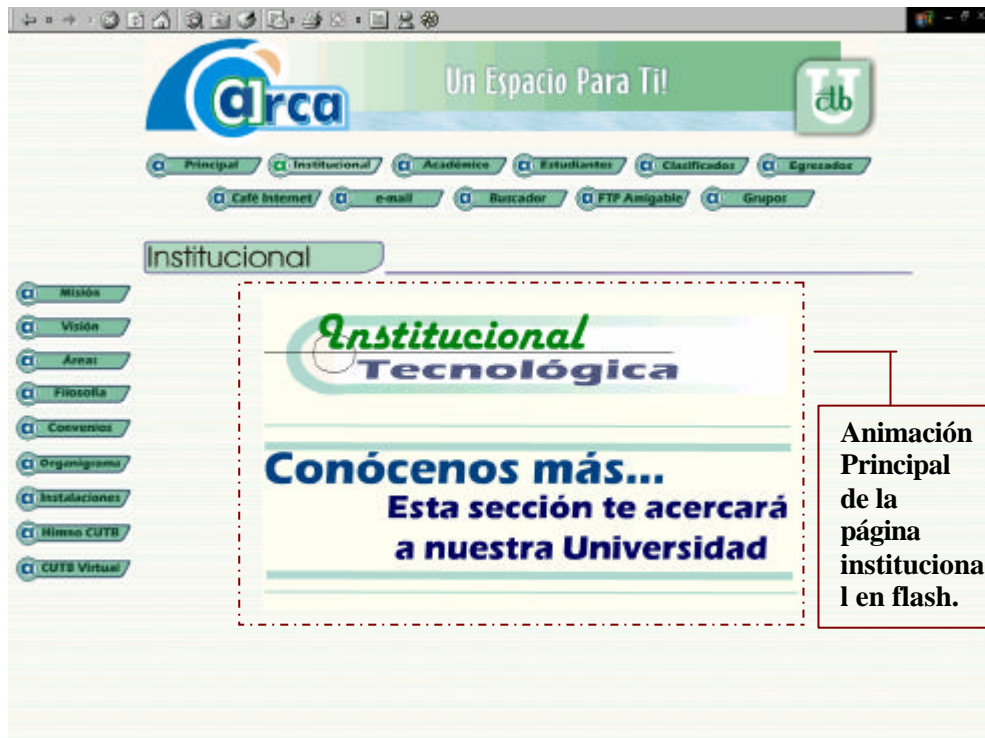 arca
Un Espacio Para Ti!
U
ctb
Principal Institucional Académico Estudiantes Clasificados Egresados
Café Internet e-mail Buscador FTP Amigable Grupos
Institucional
Misión
Visión
Áreas
Filosofía
Convenios
Organigrama
Instalaciones
Himno CUTB
CUTB Virtual
Institucional
Tecnológica
Conócenos más...
Esta sección te acercará
a nuestra Universidad
Animación
Principal
de la
página
instituciona
l en flash.